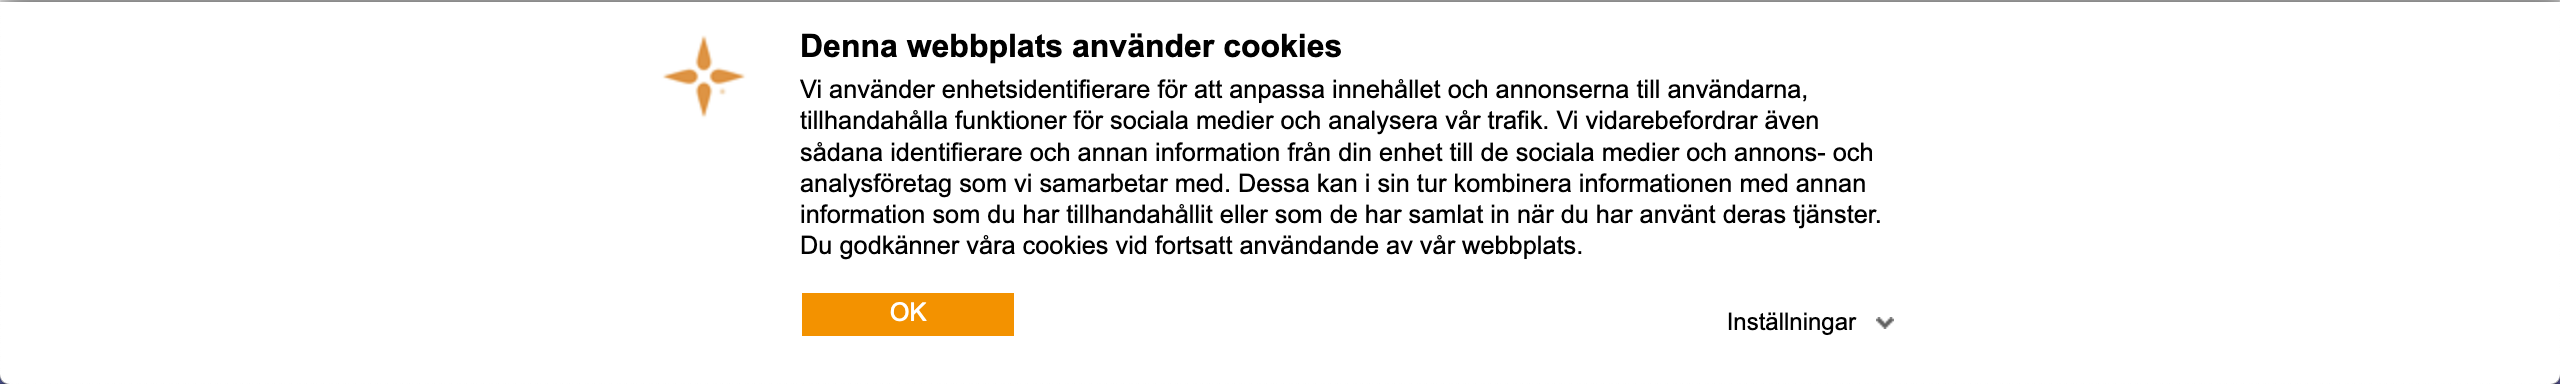 Denna webbplats använder cookies
Vi använder enhetsidentifierare för att anpassa innehållet och annonserna till användarna,
tillhandahålla funktioner för sociala medier och analysera vår trafik. Vi vidarebefordrar även
sådana identifierare och annan information från din enhet till de sociala medier och annons- och
analysföretag som vi samarbetar med. Dessa kan i sin tur kombinera informationen med annan
information som du har tillhandahållit eller som de har samlat in när du har använt deras tjänster.
Du godkänner våra cookies vid fortsatt användande av vår webbplats.
OK
Inställningar